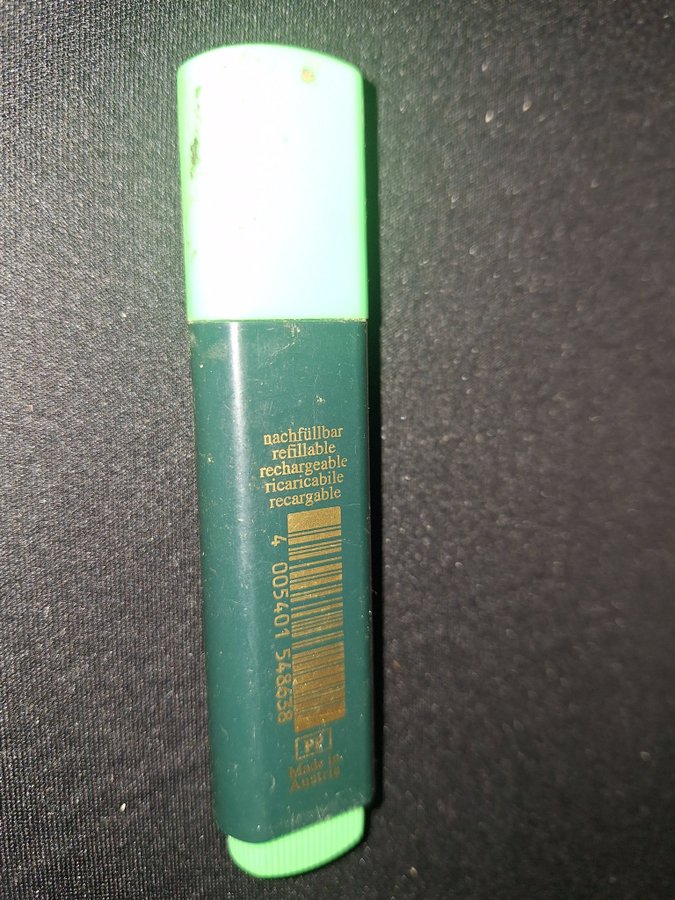 nachfüllbar
refillable
rechargeable
ricaricabile
recargable
4 005401 548638
Made in
Austria